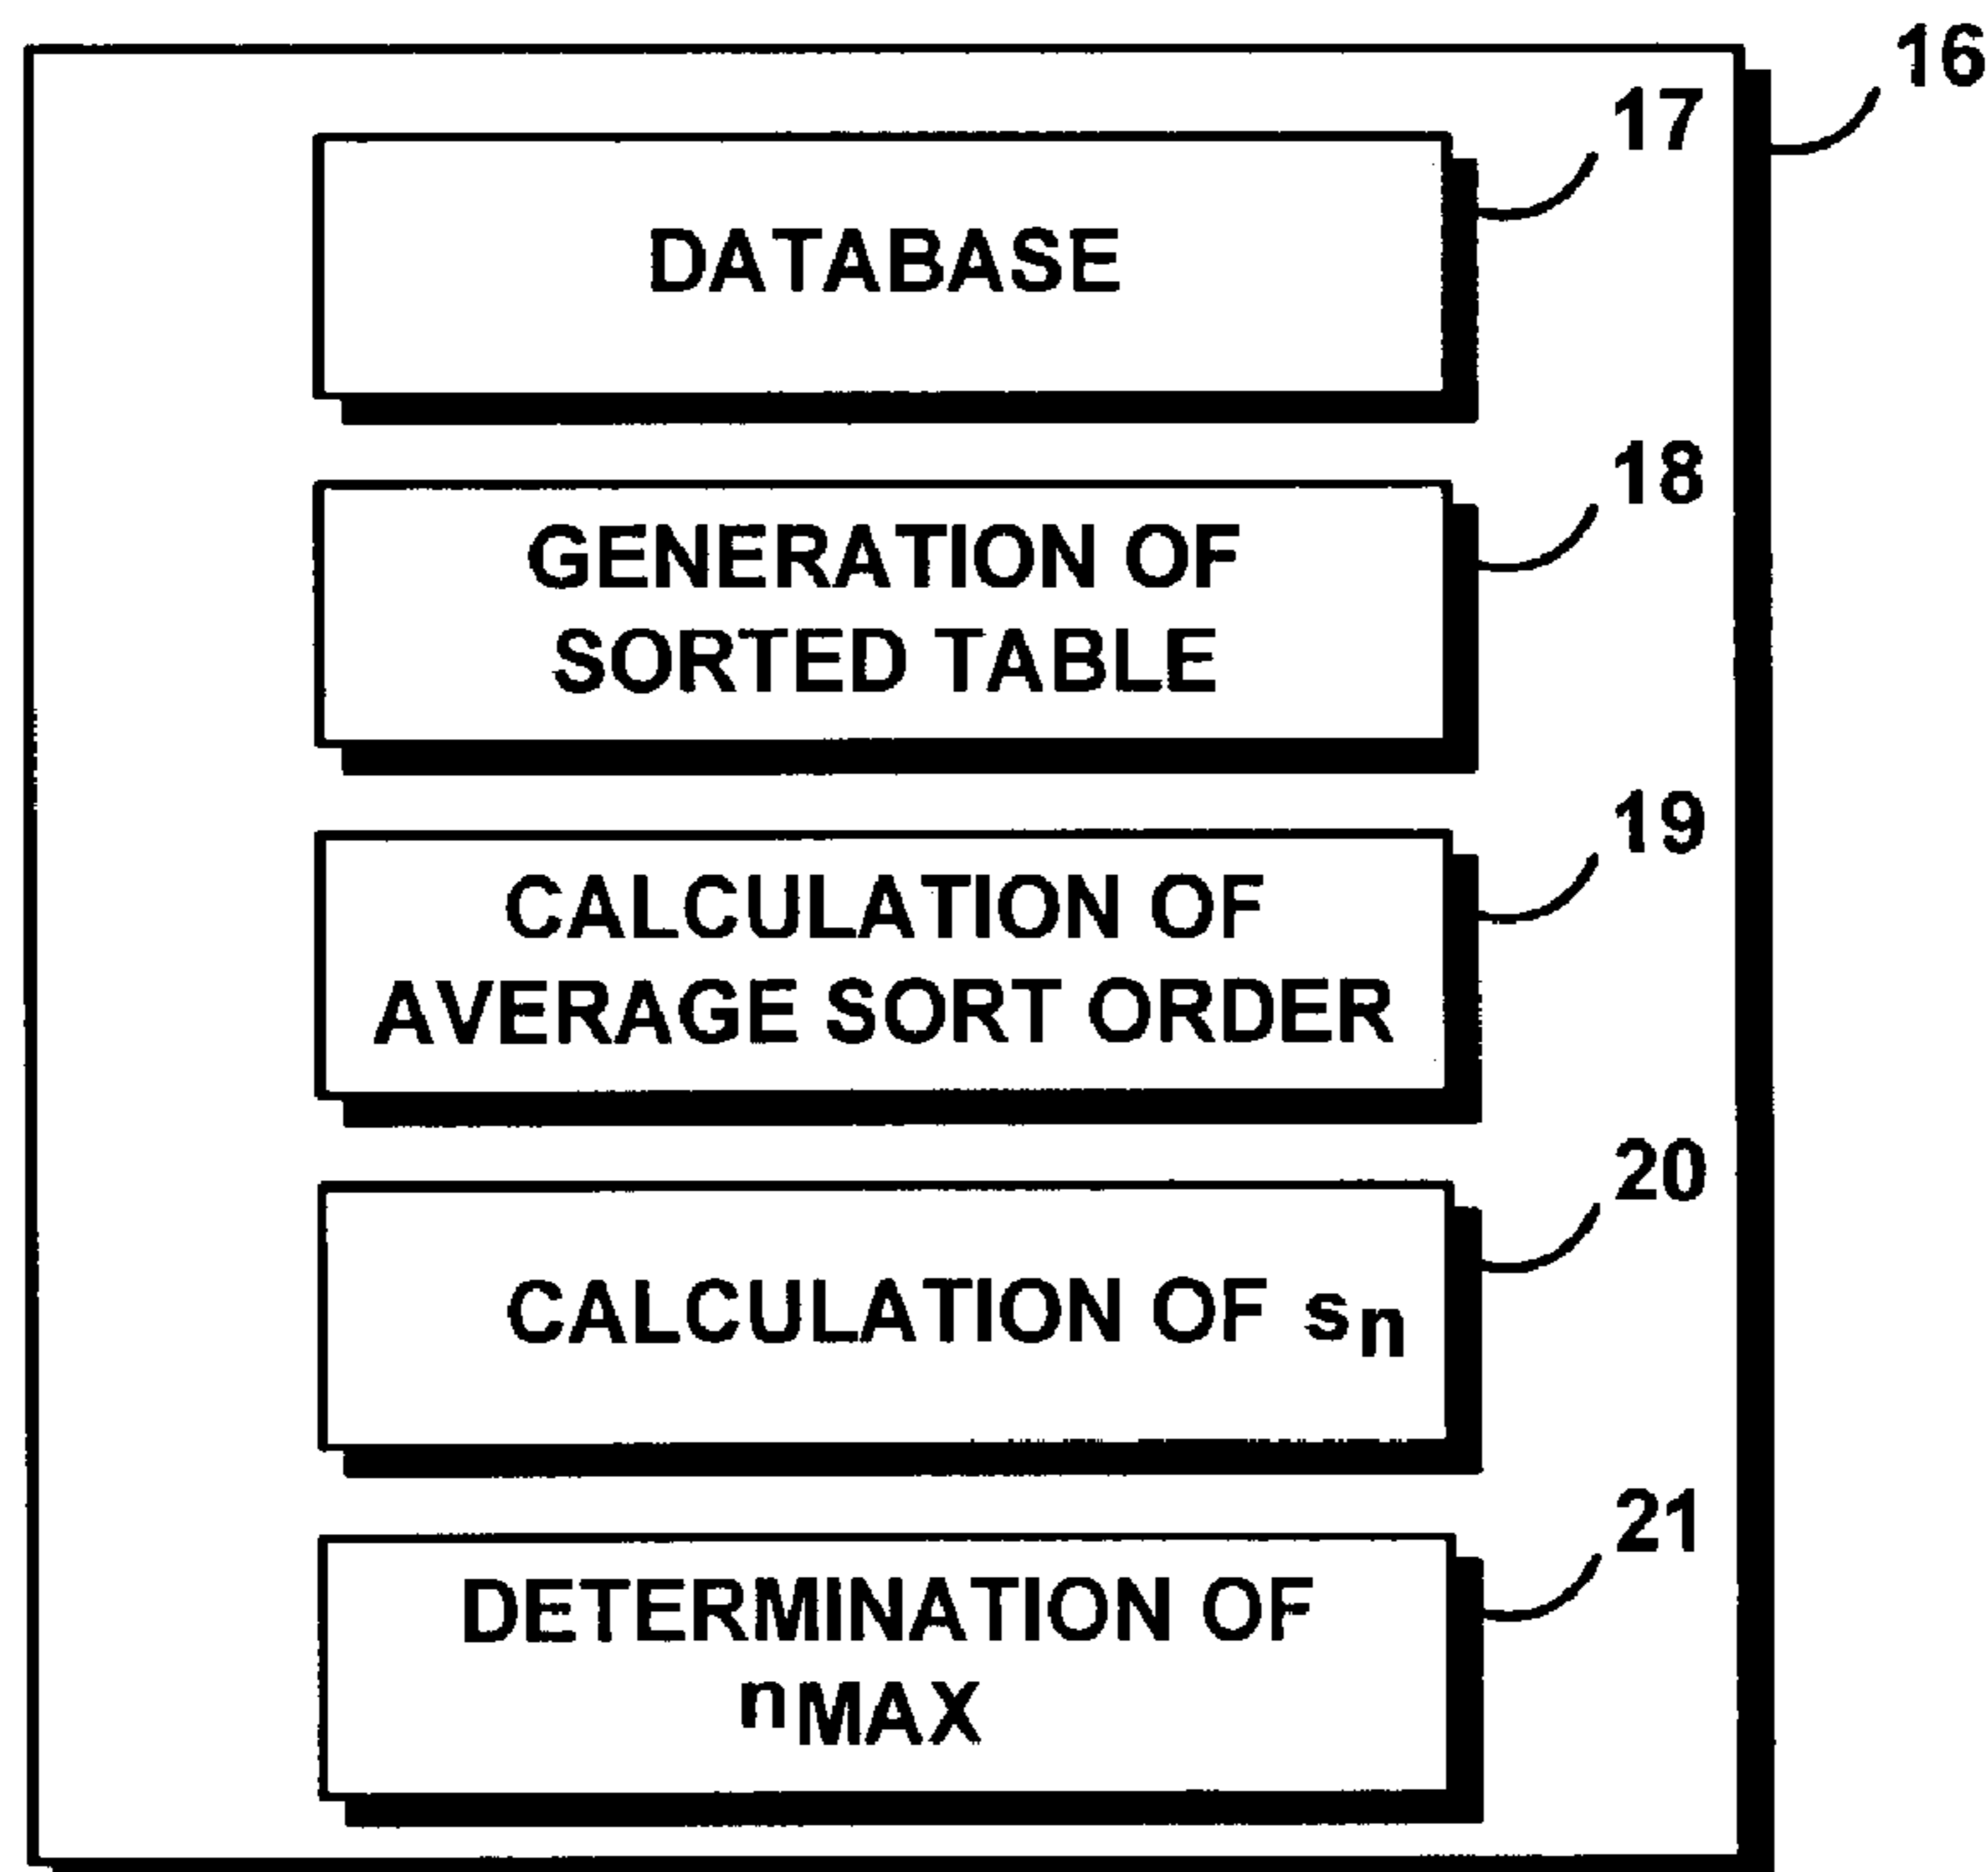 16
17
DATABASE
18
GENERATION OF
SORTED TABLE
19
CALCULATION OF
AVERAGE SORT ORDER
20
CALCULATION OF sn
21
DETERMINATION OF
nMAX